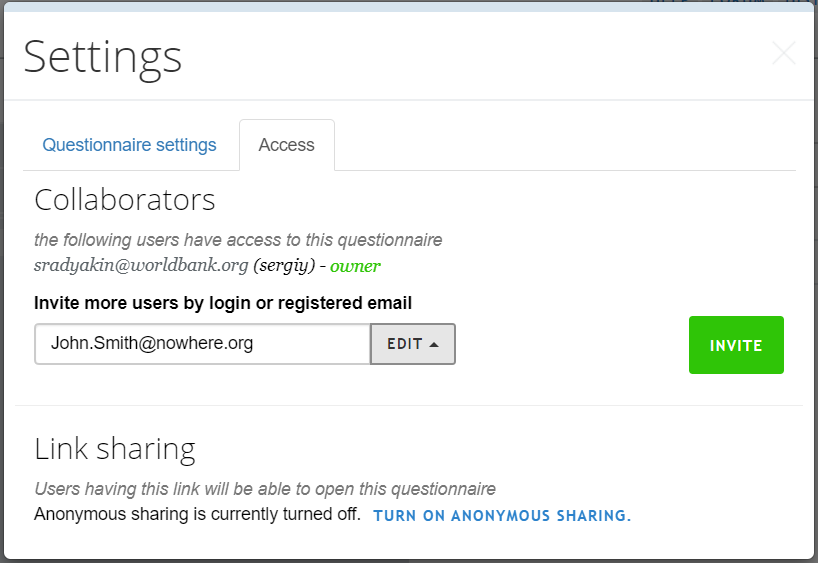 Settings
Questionnaire settings Access
Collaborators
the following users have access to this questionnaire
sradyakin@worldbank.org (sergiy) - owner
Invite more users by login or registered email
John.Smith@nowhere.org EDIT INVITE
Link sharing
Users having this link will be able to open this questionnaire
Anonymous sharing is currently turned off. TURN ON ANONYMOUS SHARING.